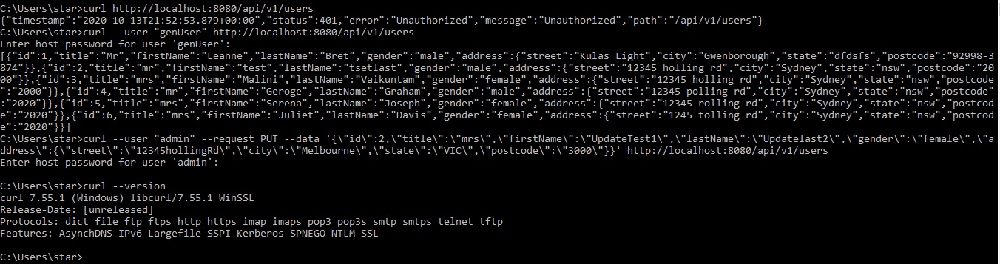 C:\Users\star>curl http://localhost:8080/api/v1/users
{"timestamp":"2020-10-13T21:52:53.879+00:00","status":401,"error":"Unauthorized","message":"Unauthorized","path":"/api/v1/users"}
C:\Users\star>curl --user "genUser" http://localhost:8080/api/v1/users
Enter host password for user 'genUser':
[{"id":1,"title":"Mr","firstName":"Leanne","lastName":"Bret","gender":"male","address":{"street":"Kulas Light","city":"Gwenborough","state":"dfdsfs","postcode":"92998-3
874"}},{"id":2,"title":"mr","firstName":"test","lastName":"tsetlast","gender":"male","address":{"street":"12345 holling rd","city":"Sydney","state":"nsw","postcode":"20
00"}},{"id":3,"title":"mrs","firstName":"Malini","lastName":"Vaikuntam","gender":"female","address":{"street":"12345 holling rd","city":"Sydney","state":"nsw","postcode
":"2000"}},{"id":4,"title":"mr","firstName":"Geroge","lastName":"Graham","gender":"male","address":{"street":"12345 polling rd","city":"Sydney","state":"nsw","postcode"
:"2020"}},{"id":5,"title":"mrs","firstName":"Serena","lastName":"Joseph","gender":"female","address":{"street":"12345 rolling rd","city":"Sydney","state":"nsw","postcod
e":"2020"}},{"id":6,"title":"mrs","firstName":"Juliet","lastName":"Davis","gender":"female","address":{"street":"1245 tolling rd","city":"Sydney","state":"nsw","postcod
e":"2020"}}]
C:\Users\star>curl --user "admin" --request PUT --data '{\"id\":2,\"title\":\"mrs\",\"firstName\":\"UpdateTest1\",\"lastName\":\"Updatelast2\",\"gender\":\"female\",\"a
ddress\":{\"street\":\"12345hollingRd\",\"city\":\"Melbourne\",\"state\":\"VIC\",\"postcode\":\"3000\"}}' http://localhost:8080/api/v1/users
Enter host password for user 'admin':
C:\Users\star>curl --version
curl 7.55.1 (Windows) libcurl/7.55.1 WinSSL
Release-Date: [unreleased]
Protocols: dict file ftp ftps http https imap imaps pop3 pop3s smtp smtps telnet tftp
Features: AsynchDNS IPv6 Largefile SSPI Kerberos SPNEGO NTLM SSL
C:\Users\star>